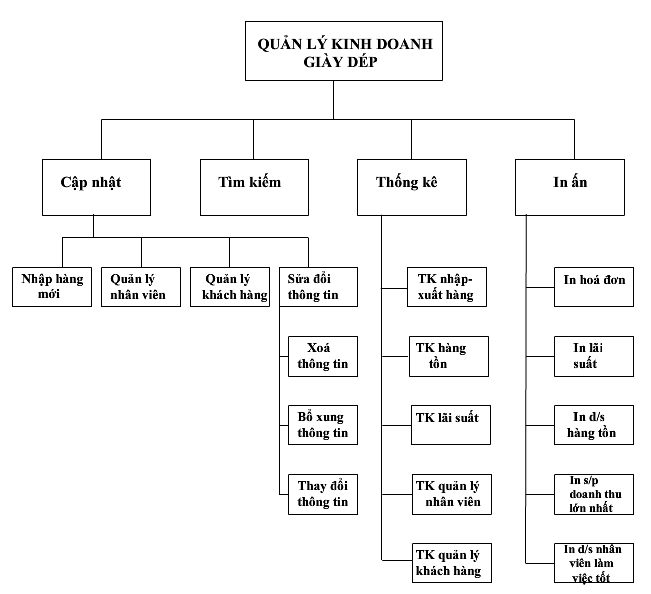 QUẢN LÝ KINH DOANH
GIÀY DÉP
Cập nhật
Tìm kiếm
Thống kê
In ấn
Nhập hàng
mới
Quản lý
nhân viên
Quản lý
khách hàng
Sửa đổi
thông tin
Xoá
thông tin
Bổ xung
thông tin
Thay đổi
thông tin
TK nhập-
xuất hàng
TK hàng
tồn
TK lãi suất
TK quản lý
nhân viên
TK quản lý
khách hàng
In hoá đơn
In lãi
suất
In d/s
hàng tồn
In s/p
doanh thu
lớn nhất
In d/s nhân
viên làm
việc tốt